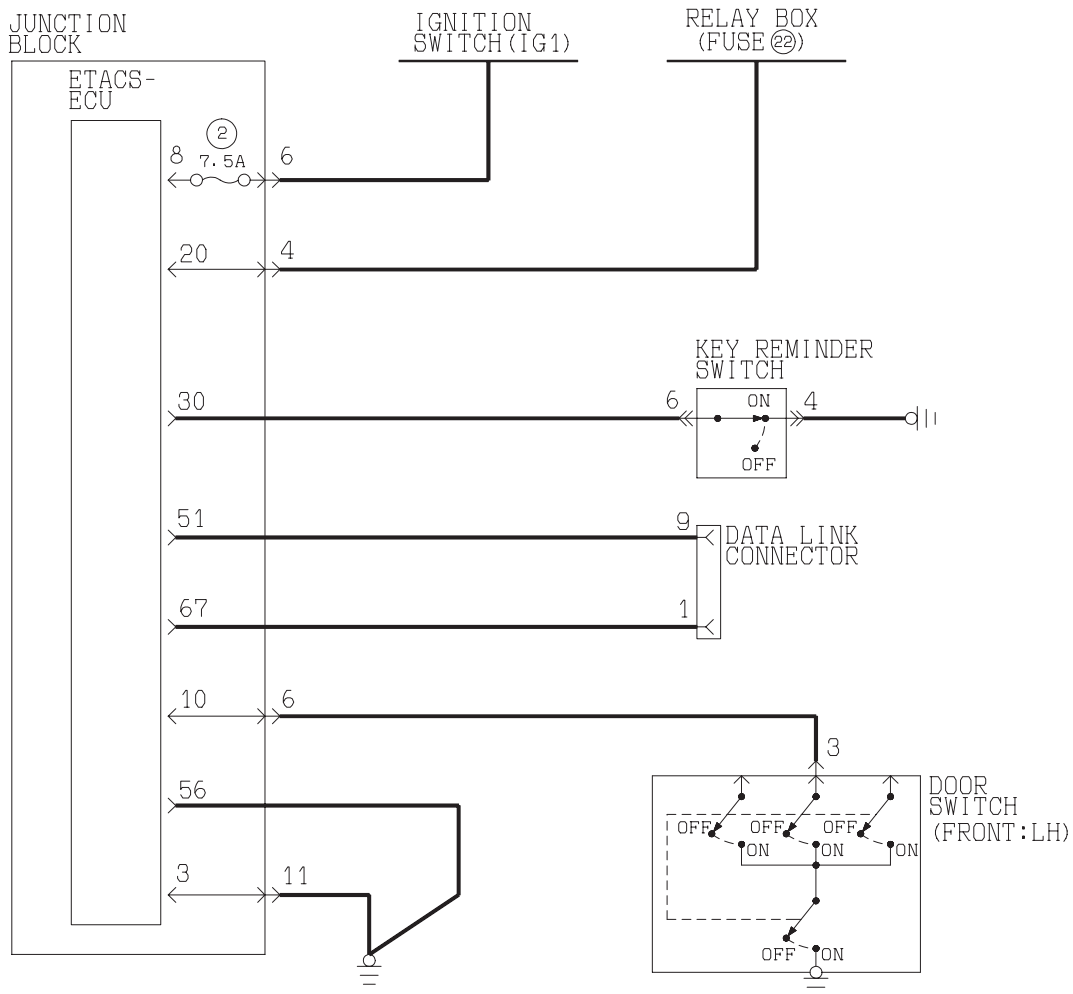 JUNCTION
BLOCK
IGNITION
SWITCH(IG1)
RELAY BOX
(FUSE 22)
ETACS-
ECU
2
8
7.5A
6
20
4
KEY REMINDER
SWITCH
30
6
ON
4
OFF
51
9
DATA LINK
CONNECTOR
67
1
10
6
3
56
DOOR
SWITCH
(FRONT:LH)
OFF
OFF
OFF
ON
ON
ON
3
11
OFF
ON